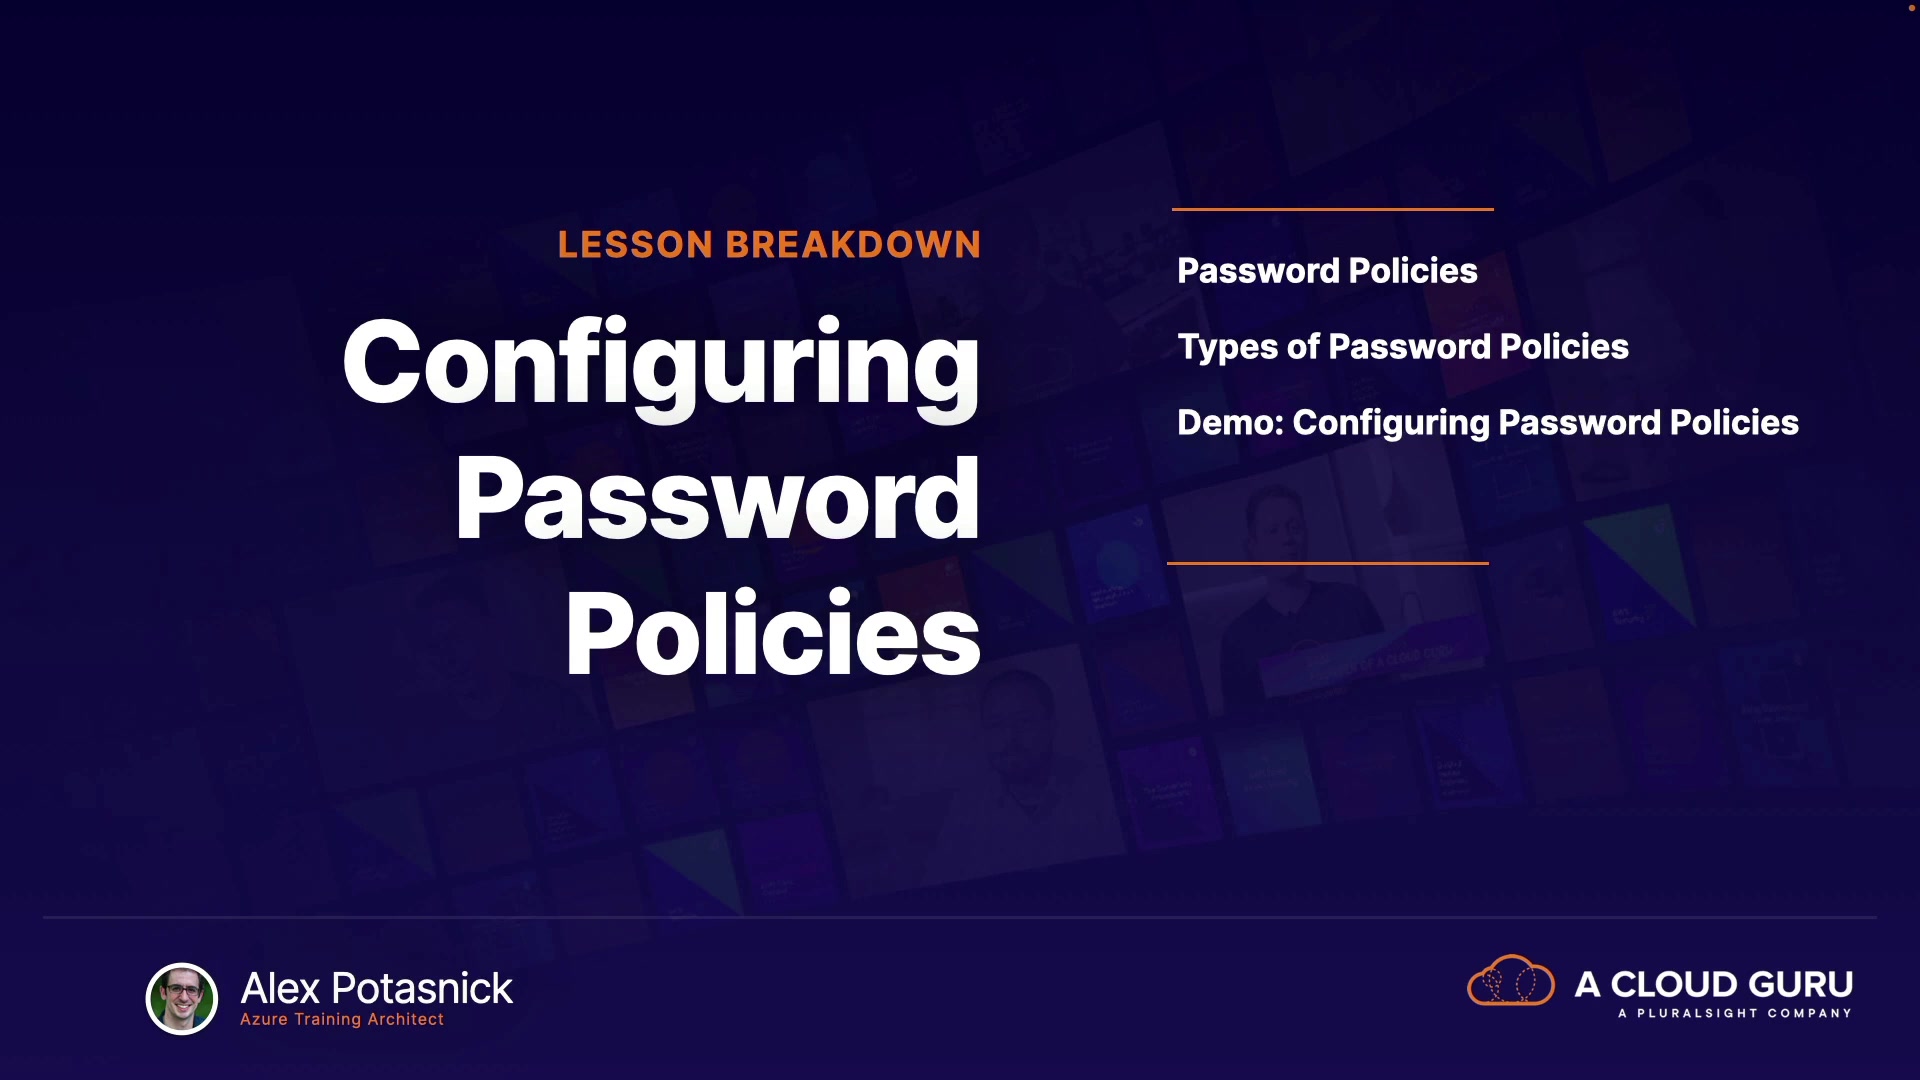 LESSON BREAKDOWN
Configuring
Password
Policies
Password Policies
Types of Password Policies
Demo: Configuring Password Policies
Alex Potasnick
Azure Training Architect
A CLOUD GURU
A PLURALSIGHT COMPANY